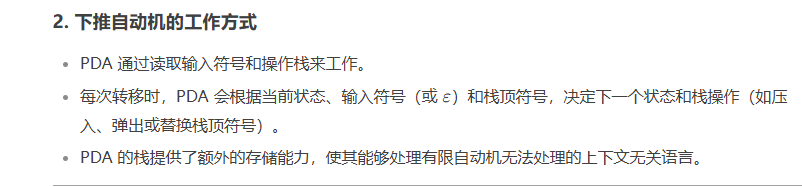 2. 下推自动机的工作方式
PDA 通过读取输入符号和操作栈来工作。
每次转移时，PDA 会根据当前状态、输入符号（或 ε）和栈顶符号，决定下一个状态和栈操作（如压
入、弹出或替换栈顶符号）。
PDA 的栈提供了额外的存储能力，使其能够处理有限自动机无法处理的上下文无关语言。